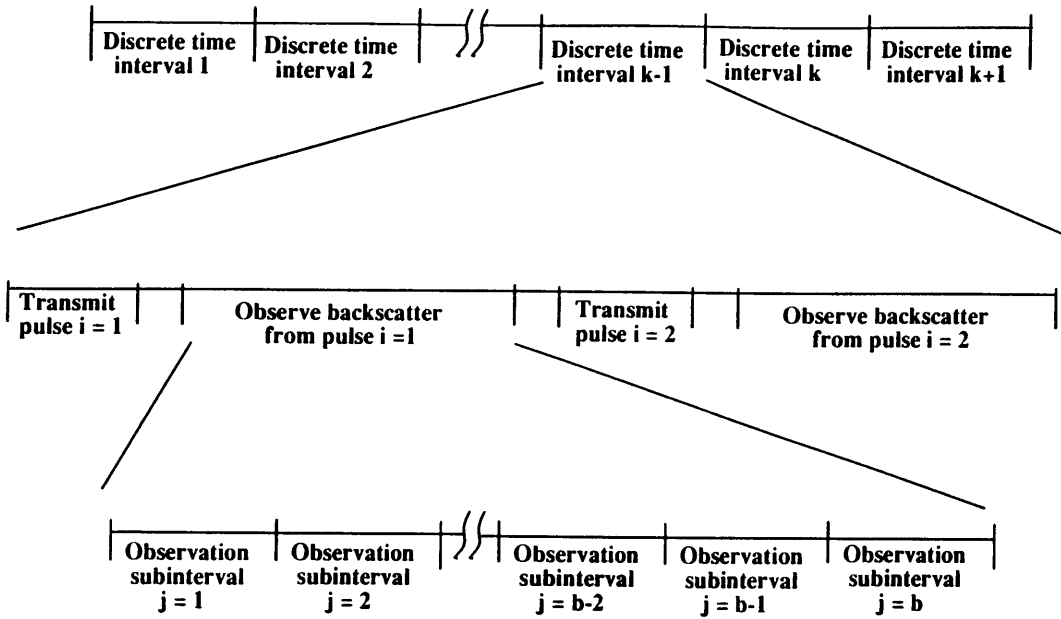 Discrete time
interval 1
Discrete time
interval 2
Discrete time
interval k-1
Discrete time
interval k
Discrete time
interval k+1
Transmit
pulse i = 1
Observe backscatter
from pulse i =1
Transmit
pulse i = 2
Observe backscatter
from pulse i = 2
Observation
subinterval
j = 1
Observation
subinterval
j = 2
Observation
subinterval
j = b-2
Observation
subinterval
j = b-1
Observation
subinterval
j = b